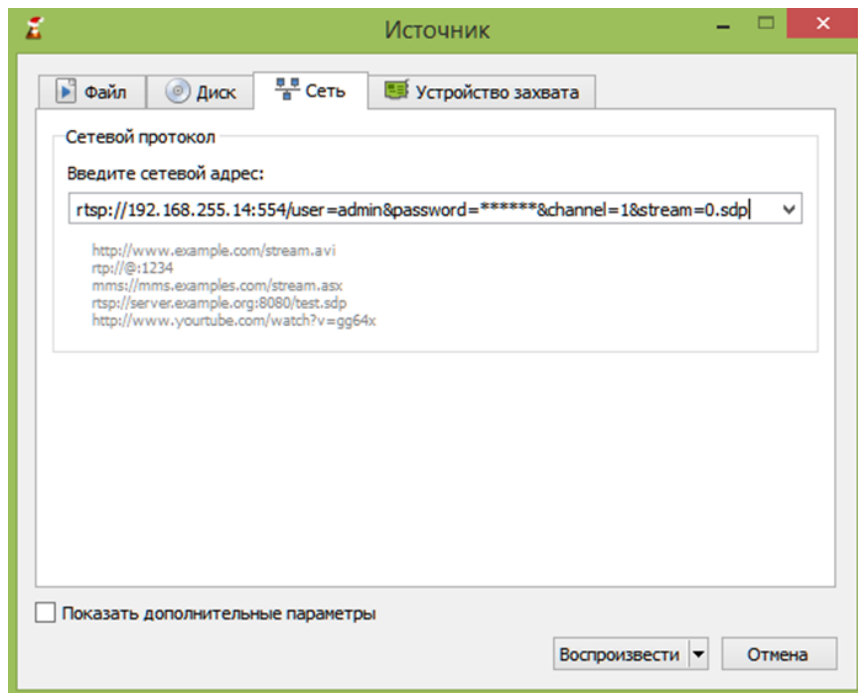 Источник
Файл
Диск
Сеть
Устройство захвата
Сетевой протокол
Введите сетевой адрес:
rtsp://192.168.255.14:554/user=admin&password=******&channel=1&stream=0.sdp
http://www.example.com/stream.avi
rtp://@:1234
mms://mms.examples.com/stream.asx
rtsp://server.example.org:8080/test.sdp
http://www.yourtube.com/watch?v=gg64x
Показать дополнительные параметры
Воспроизвести
Отмена